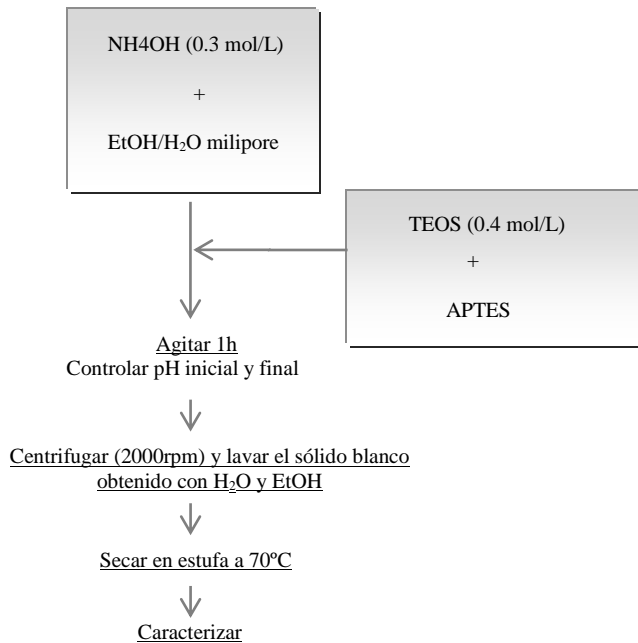 NH4OH (0.3 mol/L)
+
EtOH/H₂O milipore
TEOS (0.4 mol/L)
+
APTES
Agitar 1h
Controlar pH inicial y final
Centrifugar (2000rpm) y lavar el sólido blanco
obtenido con H₂O y EtOH
Secar en estufa a 70ºC
Caracterizar